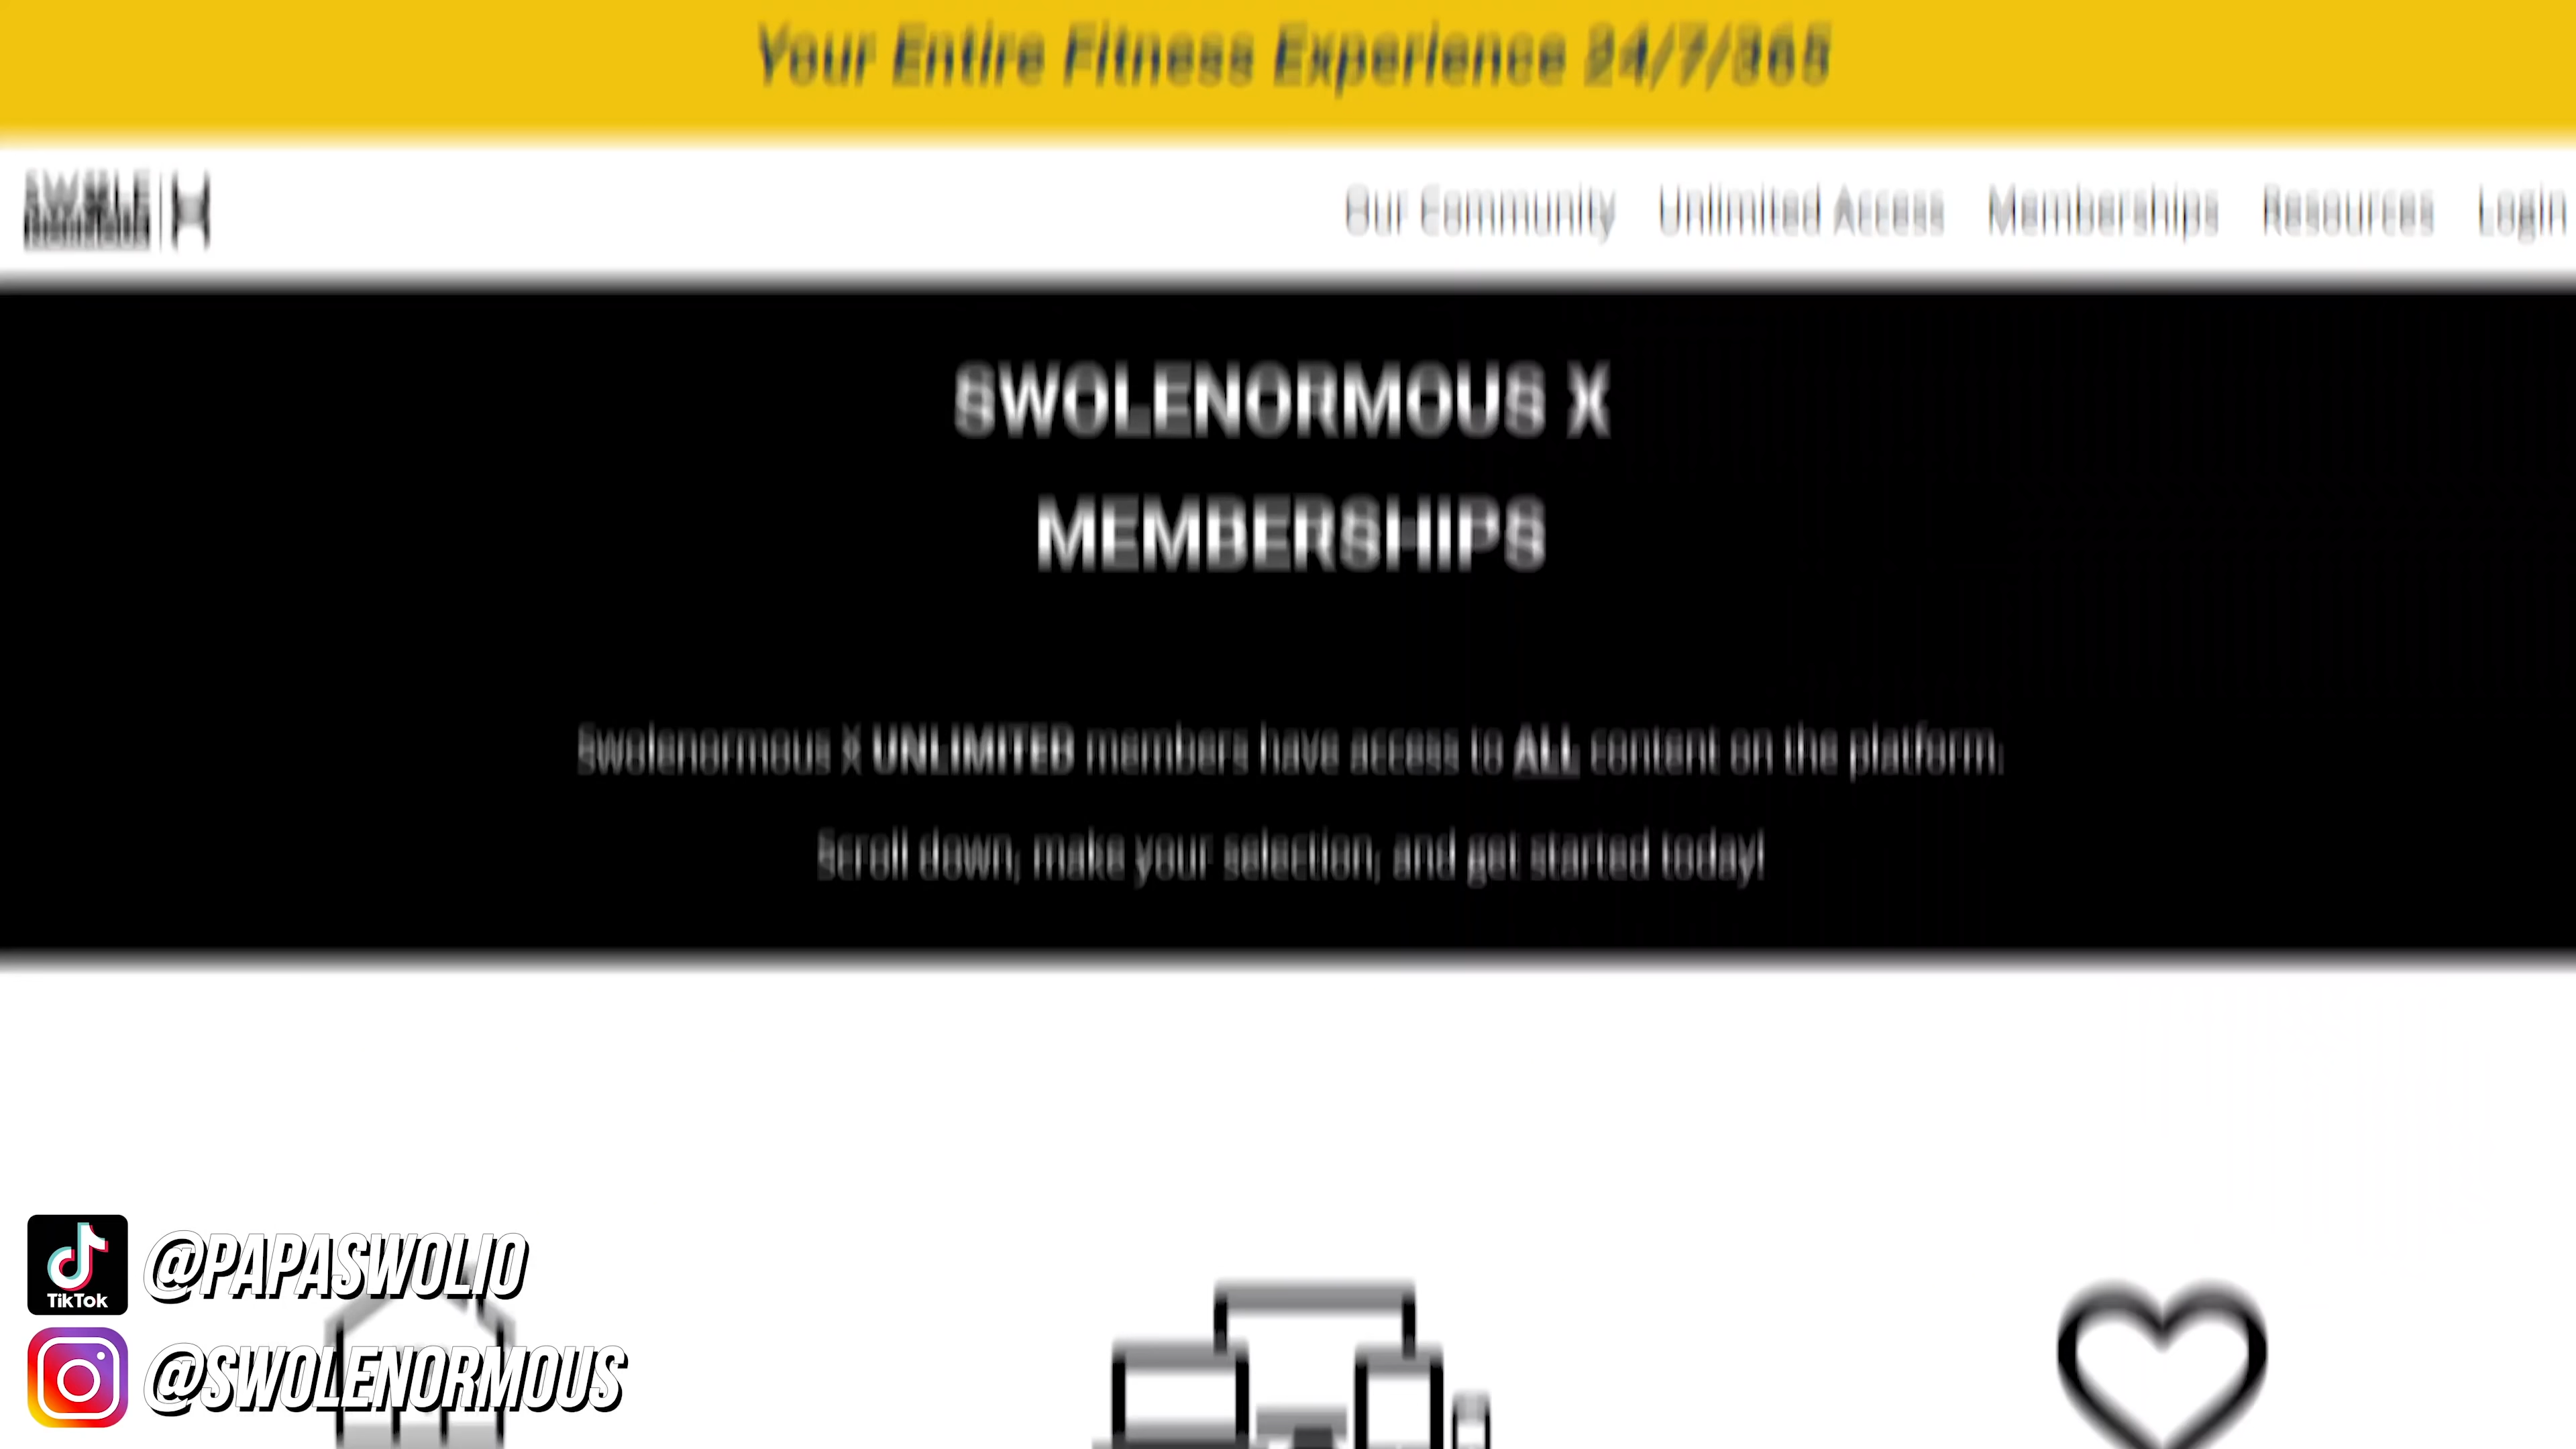 Your Entire Fitness Experience 24/7/365
Our Community Unlimited Access Memberships Resources Login
SWOLENORMOUS X
MEMBERSHIPS
Swolenormous X UNLIMITED members have access to ALL content on the platform.
Scroll down, make your selection, and get started today!
TikTok @PAPASWOLIO
@SWOLENORMOUS